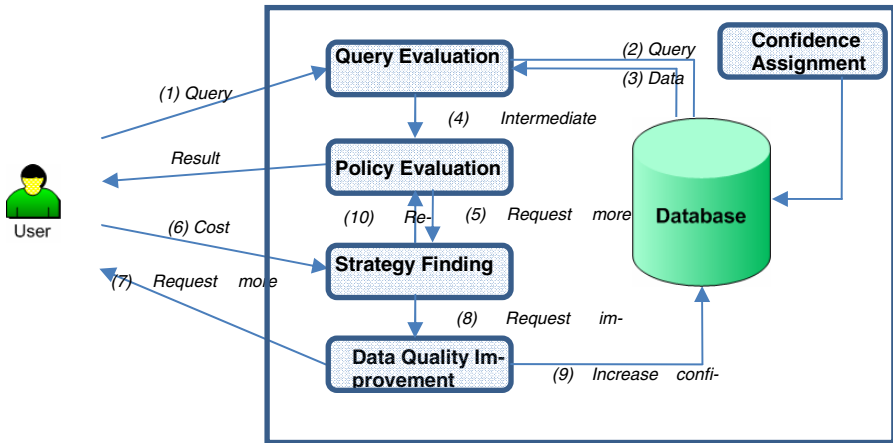 Query Evaluation
(2) Query
Confidence
Assignment
(3) Data
(1) Query
(4) Intermediate
Result
Policy Evaluation
(10) Re-
(5) Request more
Database
User
(6) Cost
Strategy Finding
(7) Request more
(8) Request im-
Data Quality Im-
provement
(9) Increase confi-